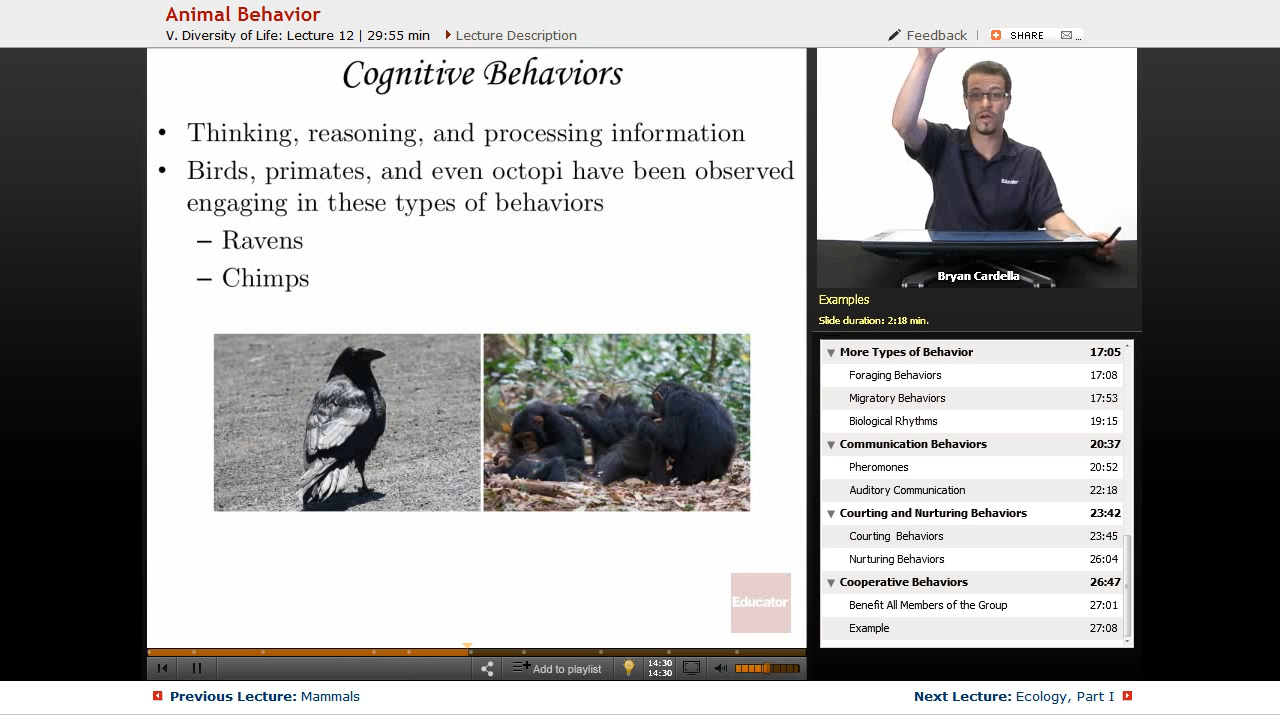 Animal Behavior
V. Diversity of Life: Lecture 12 | 29:55 min
Lecture Description
Feedback
SHARE
...
Cognitive Behaviors
• Thinking, reasoning, and processing information
• Birds, primates, and even octopi have been observed
engaging in these types of behaviors
– Ravens
– Chimps
Educator
Educator
Bryan Cardella
Examples
Slide duration: 2:18 min.
More Types of Behavior 17:05
Foraging Behaviors 17:08
Migratory Behaviors 17:53
Biological Rhythms 19:15
Communication Behaviors 20:37
Pheromones 20:52
Auditory Communication 22:18
Courting and Nurturing Behaviors 23:42
Courting Behaviors 23:45
Nurturing Behaviors 26:04
Cooperative Behaviors 26:47
Benefit All Members of the Group 27:01
Example 27:08
Add to playlist
14:30
14:30
Previous Lecture: Mammals
Next Lecture: Ecology, Part I